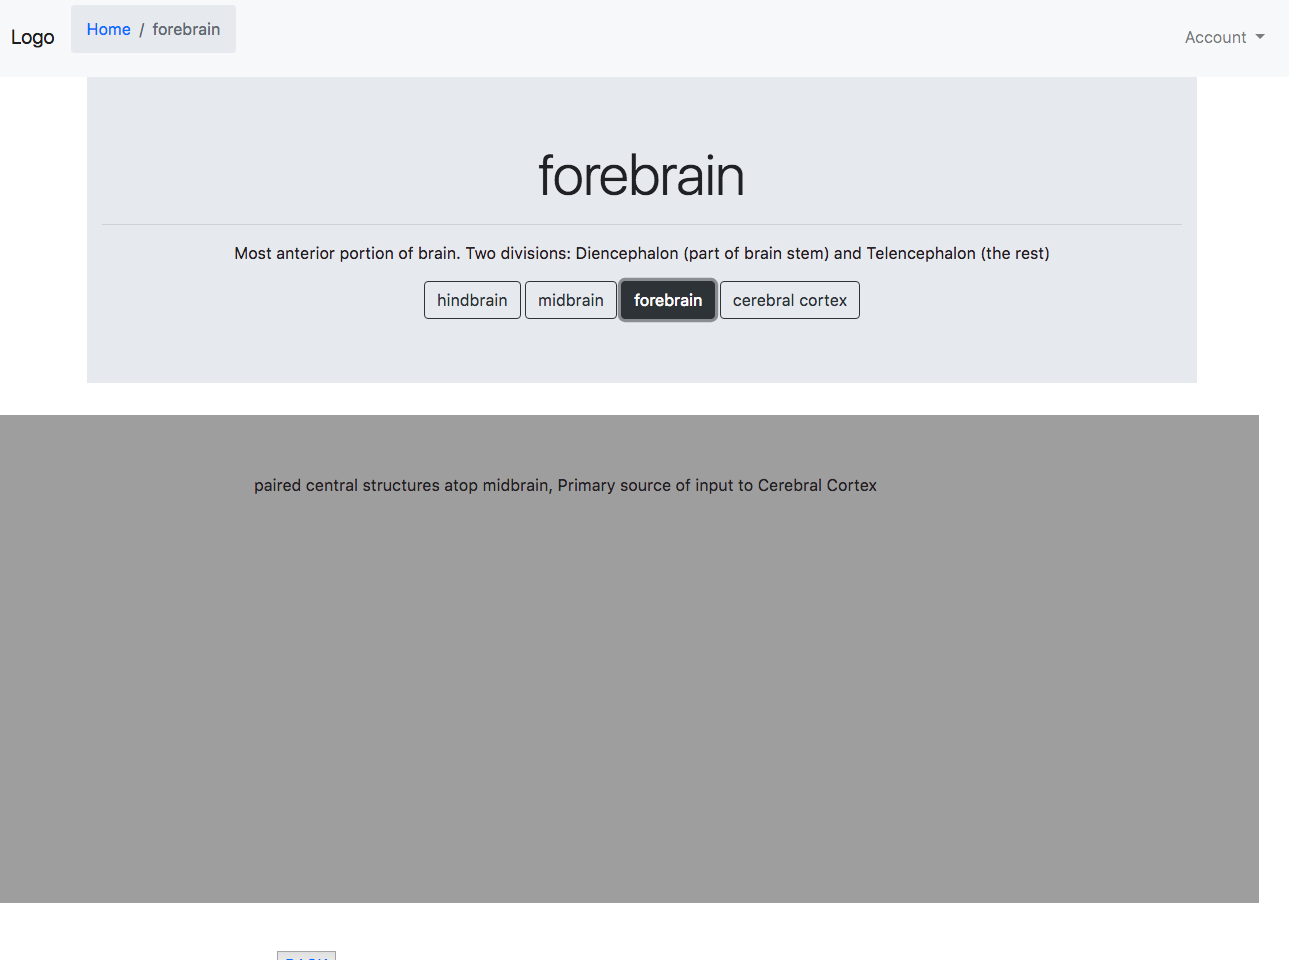 Logo
Home / forebrain
Account
forebrain
Most anterior portion of brain. Two divisions: Diencephalon (part of brain stem) and Telencephalon (the rest)
hindbrain midbrain forebrain cerebral cortex
paired central structures atop midbrain, Primary source of input to Cerebral Cortex